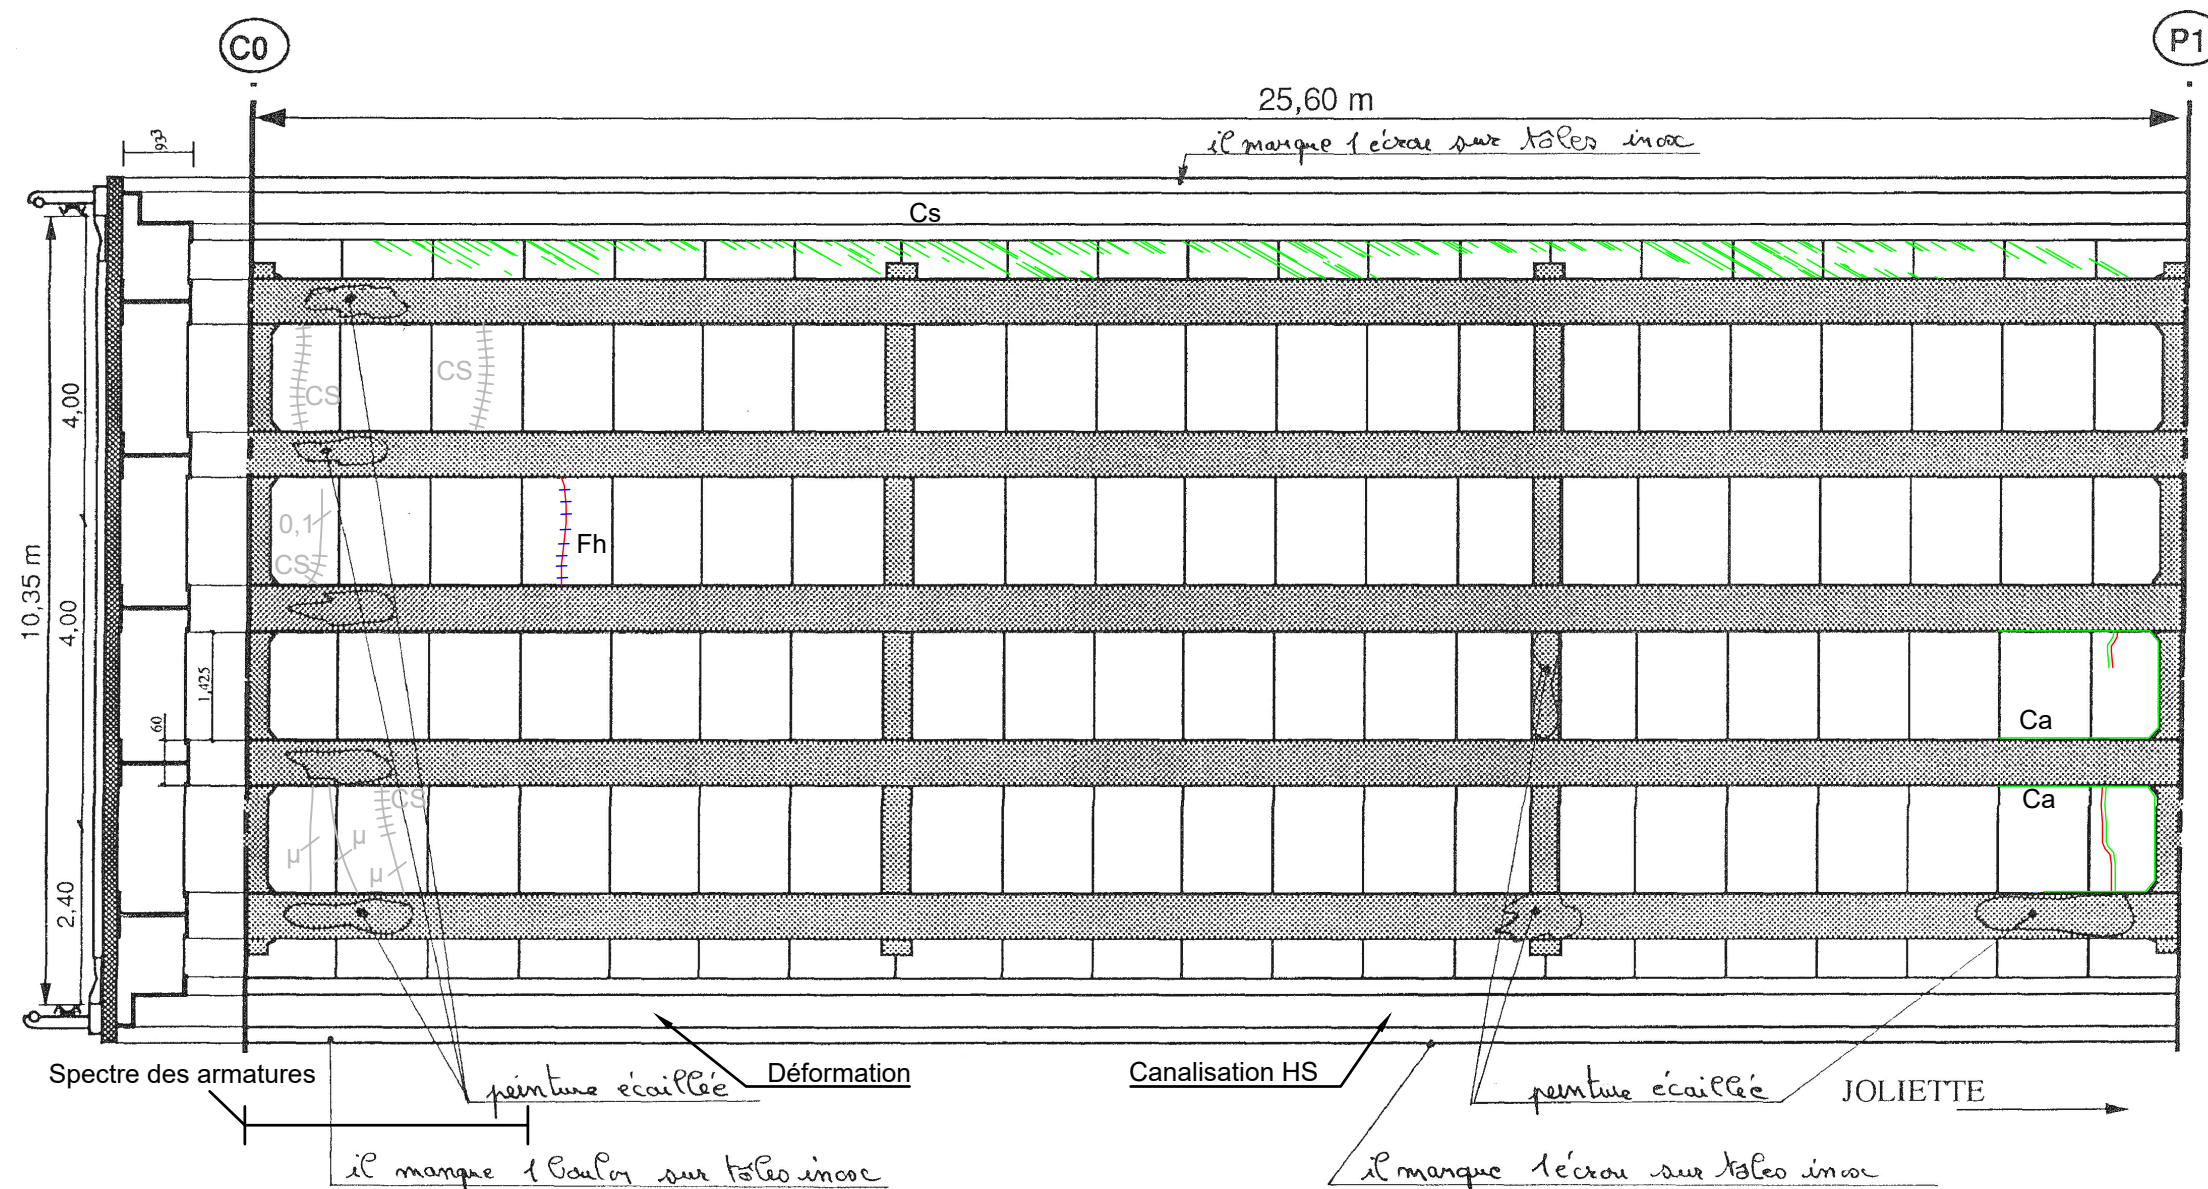 C0
P1
25,60 m
il manque 1 écrou sur tôles inox
93³
Cs
4,00
CS
CS
0,1
CS
Fh
10,35 m
4,00
1,425
60
Ca
CS
Ca
µ
µ
µ
2,40
Spectre des armatures
Déformation
Canalisation HS
peinture écaillée
peinture écaillée
JOLIETTE
il manque 1 boulon sur tôles inox
il manque 1 écrou sur tôles inox